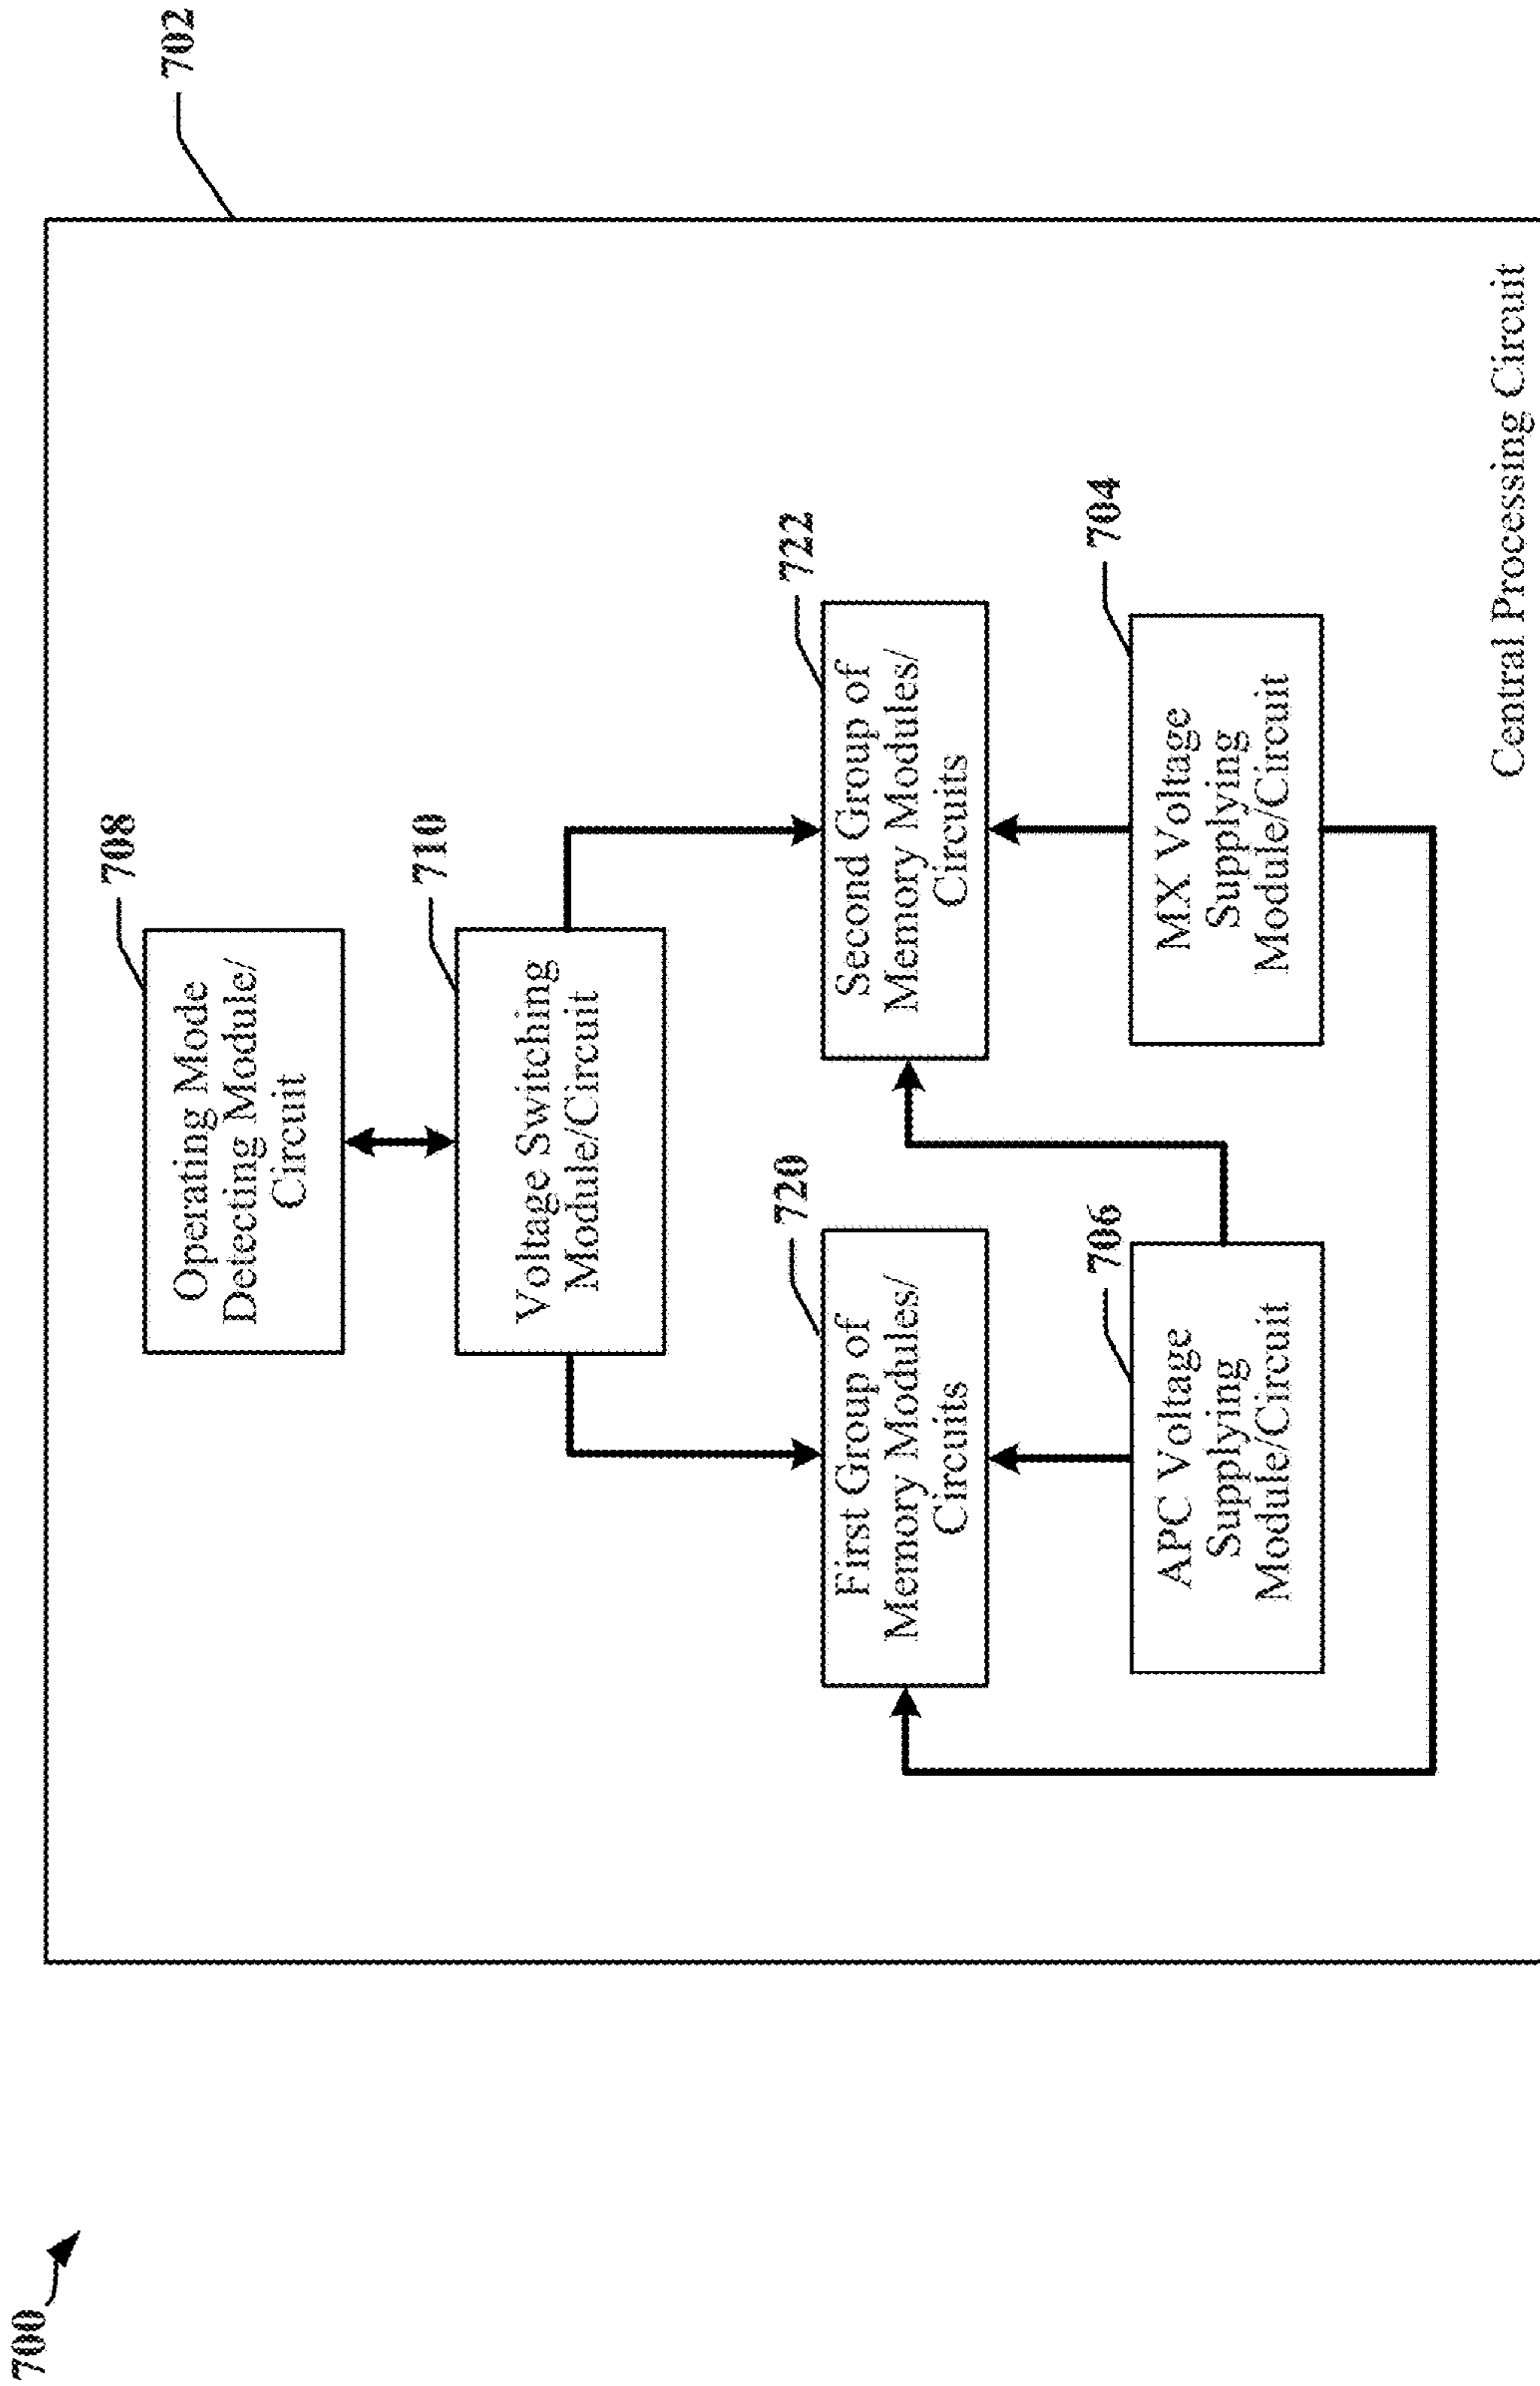 700
702
708
Operating Mode
Detecting Module/
Circuit
710
Voltage Switching
Module/Circuit
720
First Group of
Memory Modules/
Circuits
722
Second Group of
Memory Modules/
Circuits
706
APC Voltage
Supplying
Module/Circuit
704
MX Voltage
Supplying
Module/Circuit
Central Processing Circuit